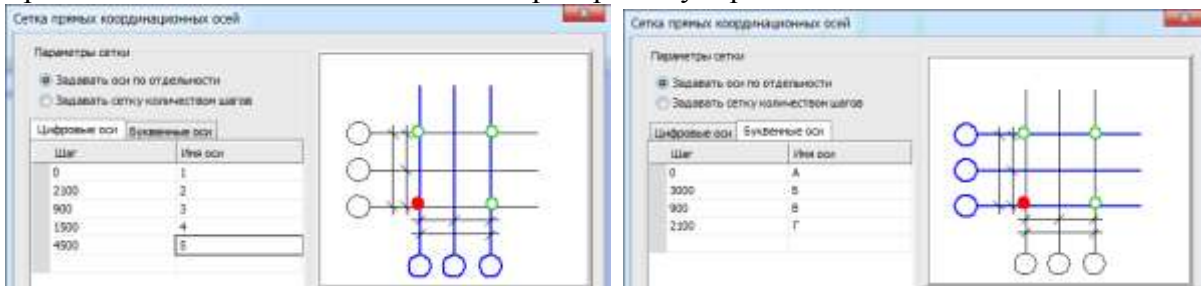 Сетка прямых координационных осей
Параметры сетки
Задавать оси по отдельности
Задавать сетку количеством шагов
Цифровые оси Буквенные оси
Шаг Имя оси
0 1
2100 2
900 3
1500 4
4500 5
Сетка прямых координационных осей
Параметры сетки
Задавать оси по отдельности
Задавать сетку количеством шагов
Цифровые оси Буквенные оси
Шаг Имя оси
0 А
3000 Б
900 В
2100 Г